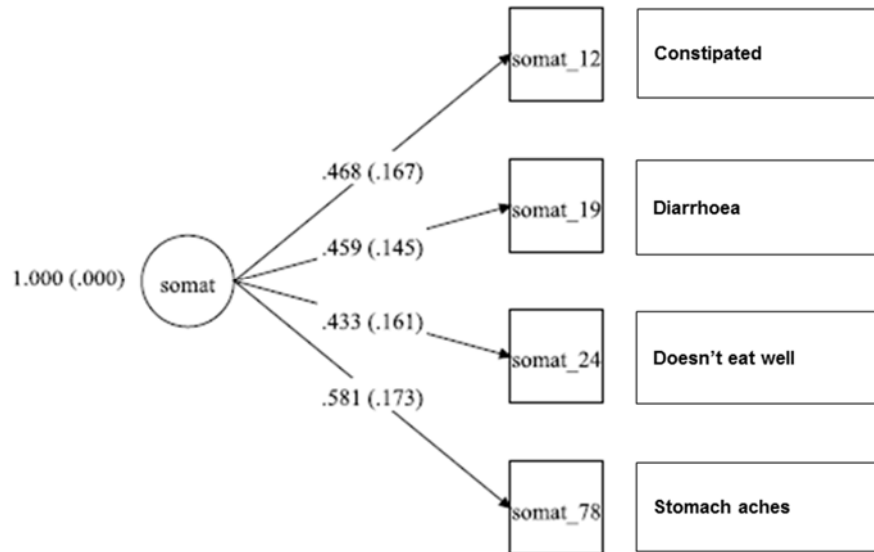 somat_12 Constipated
.468 (.167)
somat_19 Diarrhoea
.459 (.145)
1.000 (.000) somat
.433 (.161)
somat_24 Doesn't eat well
.581 (.173)
somat_78 Stomach aches